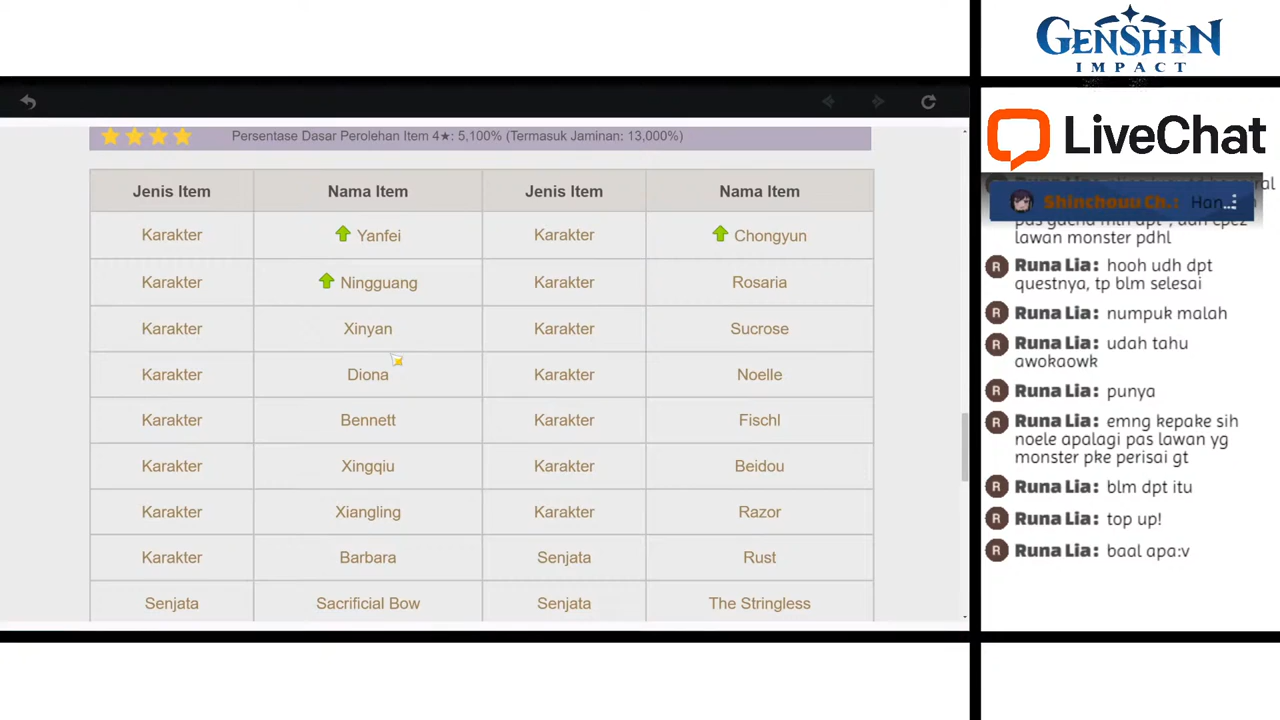 GENSHIN
IMPACT
LiveChat
Persentase Dasar Perolehan Item 4★: 5,100% (Termasuk Jaminan: 13,000%)
Jenis Item Nama Item Jenis Item Nama Item
Karakter Yanfei Karakter Chongyun
Karakter Ningguang Karakter Rosaria
Karakter Xinyan Karakter Sucrose
Karakter Diona Karakter Noelle
Karakter Bennett Karakter Fischl
Karakter Xingqiu Karakter Beidou
Karakter Xiangling Karakter Razor
Karakter Barbara Senjata Rust
Senjata Sacrificial Bow Senjata The Stringless
Shinchouu Ch.: Han...
lawan monster pdhl
R Runa Lia: hooh udh dpt
questnya, tp blm selesai
R Runa Lia: numpuk malah
R Runa Lia: udah tahu
awokaowk
R Runa Lia: punya
R Runa Lia: emng kepake sih
noele apalagi pas lawan yg
monster pke perisai gt
R Runa Lia: blm dpt itu
R Runa Lia: top up!
R Runa Lia: baal apa:v